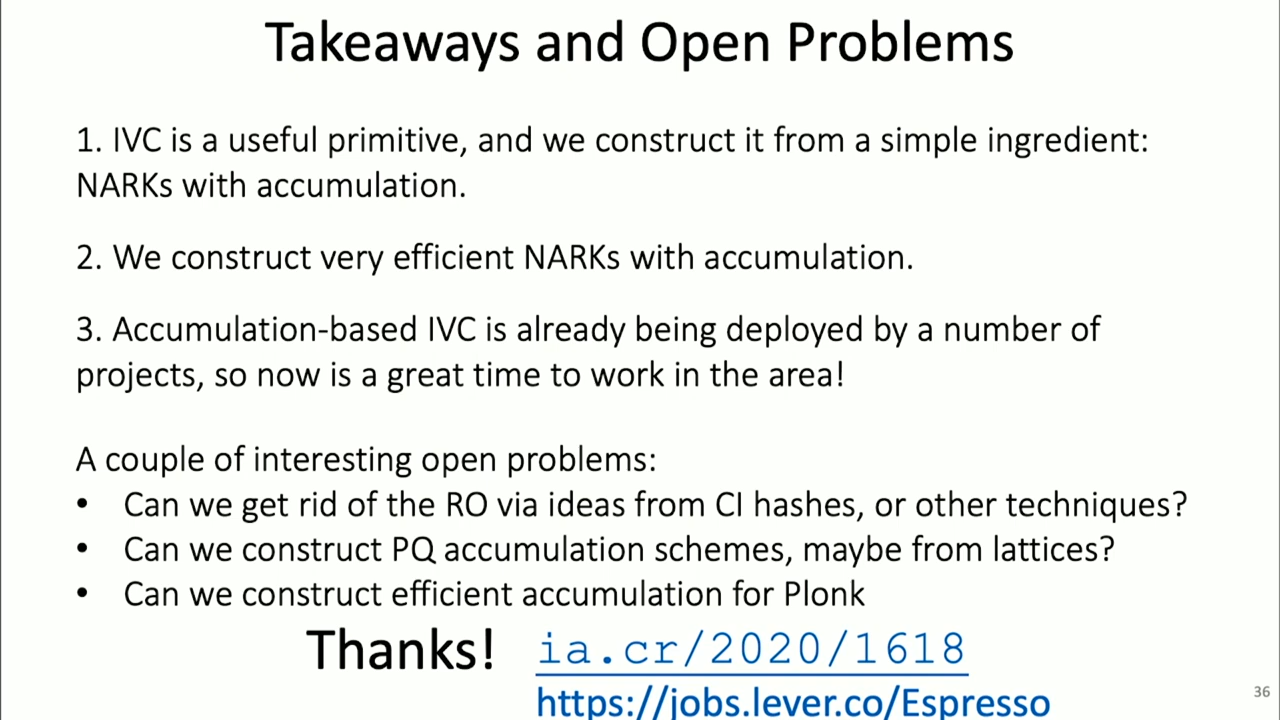 Takeaways and Open Problems
1. IVC is a useful primitive, and we construct it from a simple ingredient:
NARKs with accumulation.
2. We construct very efficient NARKs with accumulation.
3. Accumulation-based IVC is already being deployed by a number of
projects, so now is a great time to work in the area!
A couple of interesting open problems:
• Can we get rid of the RO via ideas from CI hashes, or other techniques?
• Can we construct PQ accumulation schemes, maybe from lattices?
• Can we construct efficient accumulation for Plonk
Thanks! ia.cr/2020/1618
https://jobs.lever.co/Espresso
36